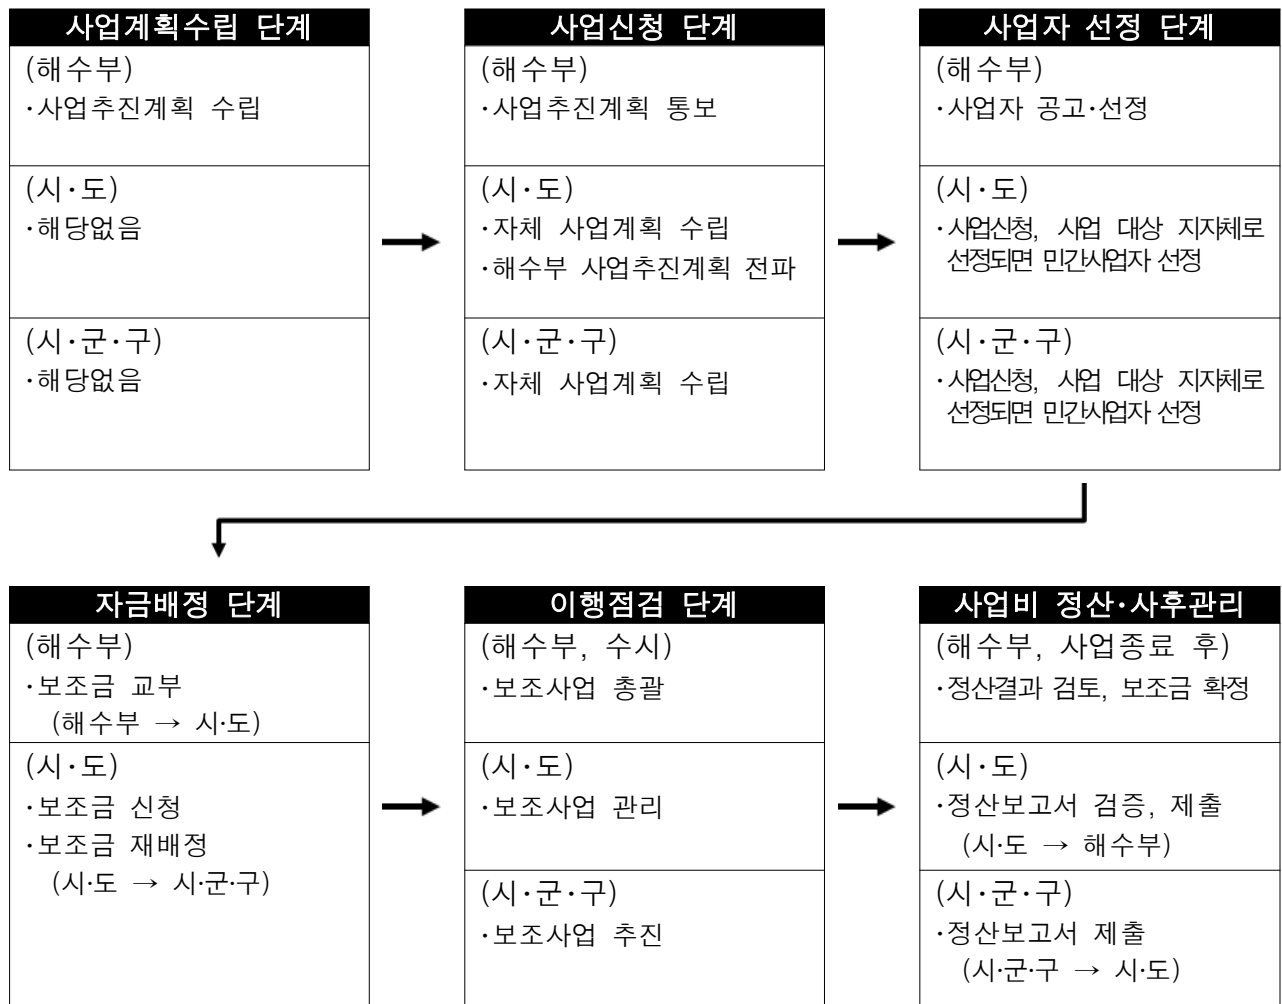 사업계획수립 단계
(해수부)
·사업추진계획 수립
(시·도)
·해당없음
(시·군·구)
·해당없음
사업신청 단계
(해수부)
·사업추진계획 통보
(시·도)
·자체 사업계획 수립
·해수부 사업추진계획 전파
(시·군·구)
·자체 사업계획 수립
사업자 선정 단계
(해수부)
·사업자 공고·선정
(시·도)
·사업신청, 사업 대상 지자체로
선정되면 민간사업자 선정
(시·군·구)
·사업신청, 사업 대상 지자체로
선정되면 민간사업자 선정
자금배정 단계
(해수부)
·보조금 교부
(해수부 → 시·도)
(시·도)
·보조금 신청
·보조금 재배정
(시·도 → 시·군·구)
이행점검 단계
(해수부, 수시)
·보조사업 총괄
(시·도)
·보조사업 관리
(시·군·구)
·보조사업 추진
사업비 정산·사후관리
(해수부, 사업종료 후)
·정산결과 검토, 보조금 확정
(시·도)
·정산보고서 검증, 제출
(시·도 → 해수부)
(시·군·구)
·정산보고서 제출
(시·군·구 → 시·도)